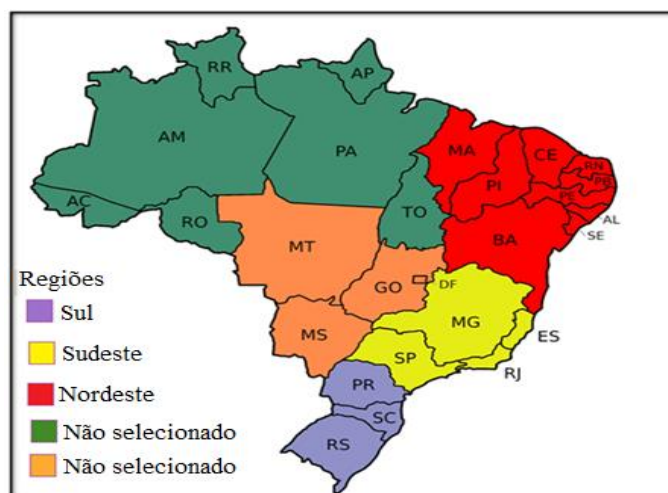 RR
AP
AM
PA
MA
CE
RN
PB
PI
PE
AC
TO
AL
RO
SE
BA
MT
GO
DF
MG
ES
MS
SP
RJ
PR
SC
RS
Regiões
Sul
Sudeste
Nordeste
Não selecionado
Não selecionado